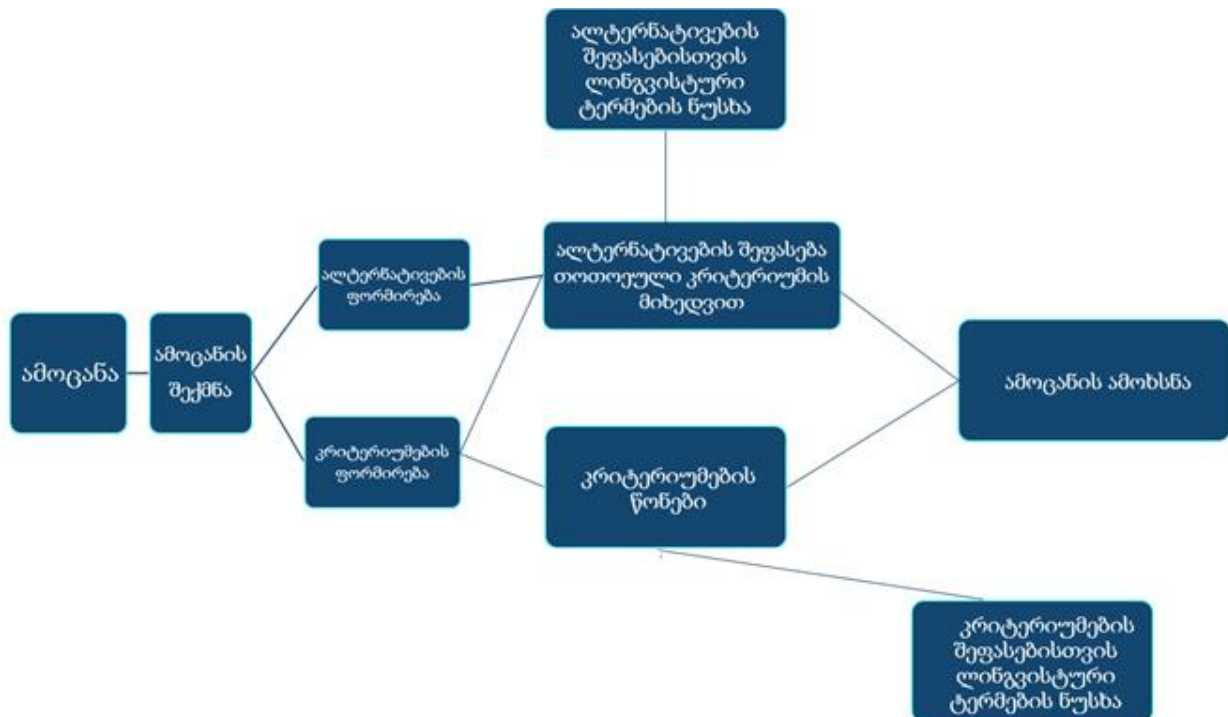 ალტერნატივების
შეფასებისთვის
ლინგვისტური
ტერმების ნუსხა
ალტერნატივების
ფორმირება
ალტერნატივების შეფასება
თოთოეული კრიტერიუმის
მიხედვით
ამოცანა
ამოცანის
შექმნა
ამოცანის ამოხსნა
კრიტერიუმების
ფორმირება
კრიტერიუმების
წონები
კრიტერიუმების
შეფასებისთვის
ლინგვისტური
ტერმების ნუსხა